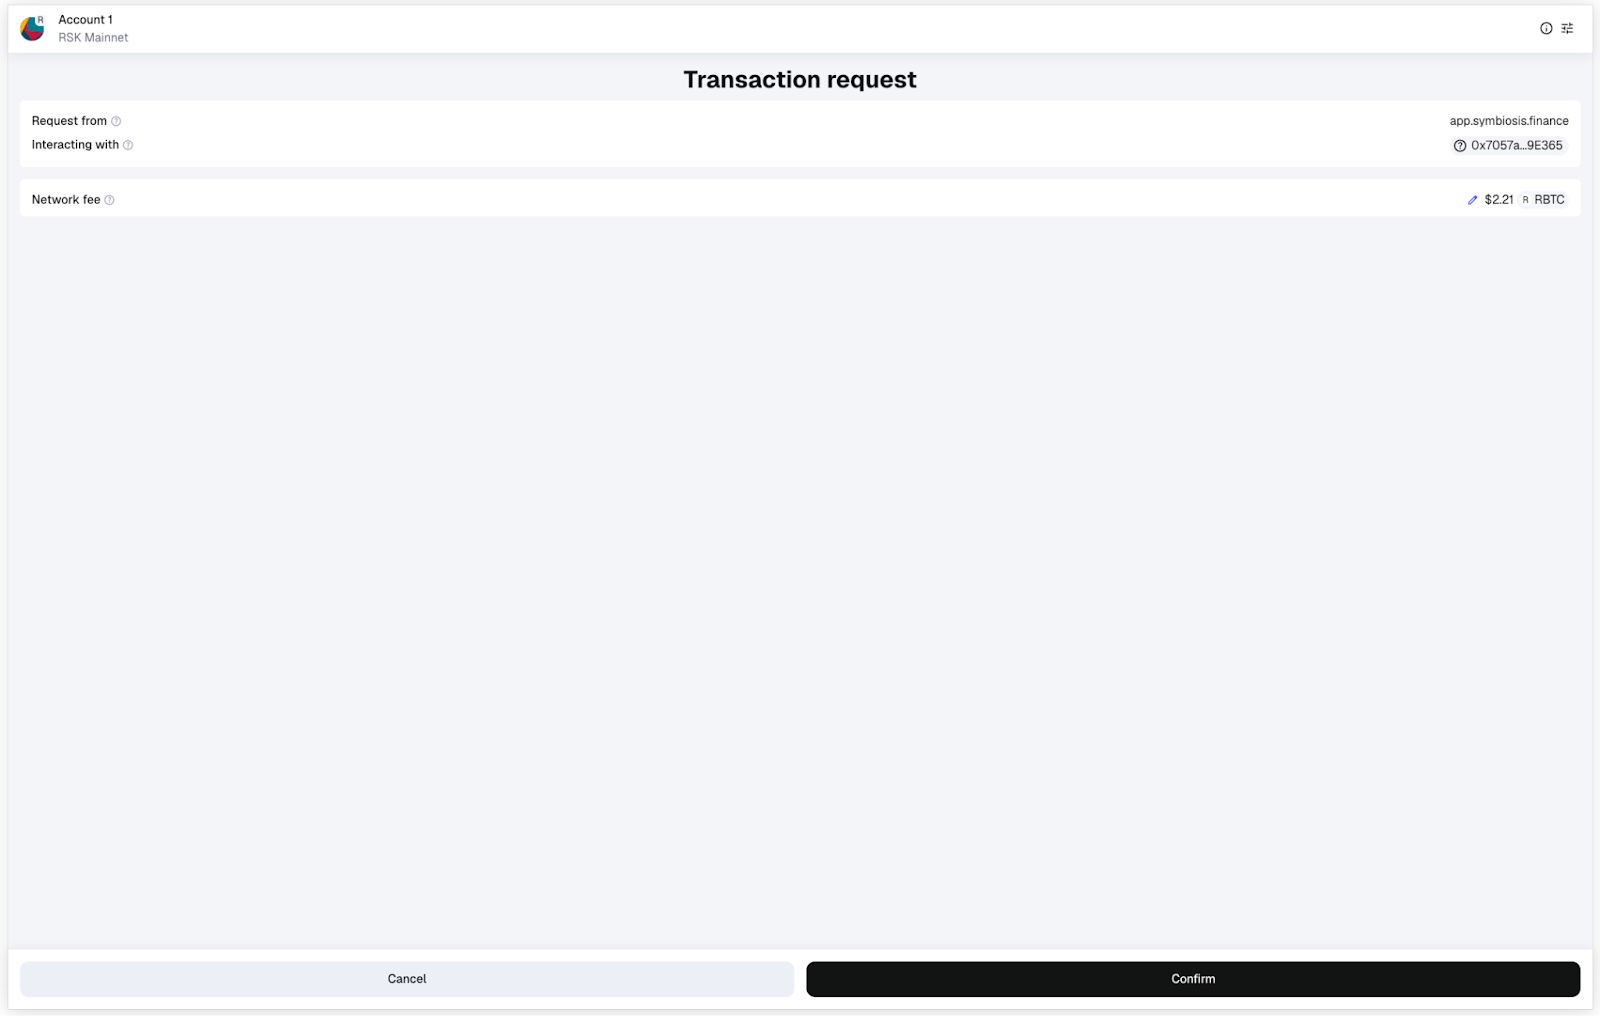 R
Account 1
RSK Mainnet
Transaction request
Request from
app.symbiosis.finance
Interacting with
0x7057a...9E365
Network fee
$2.21 R RBTC
Cancel
Confirm